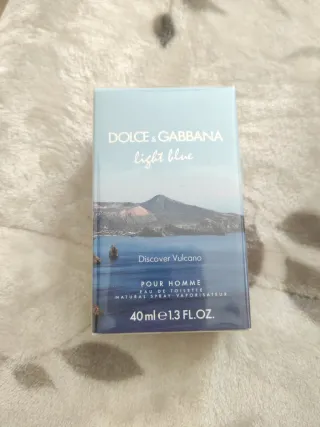 DOLCE & GABBANA
light blue
Discover Vulcano
POUR HOMME
EAU DE TOILETTE
NATURAL SPRAY · VAPORISATEUR
40 ml ℮ 1.3 FL.OZ.